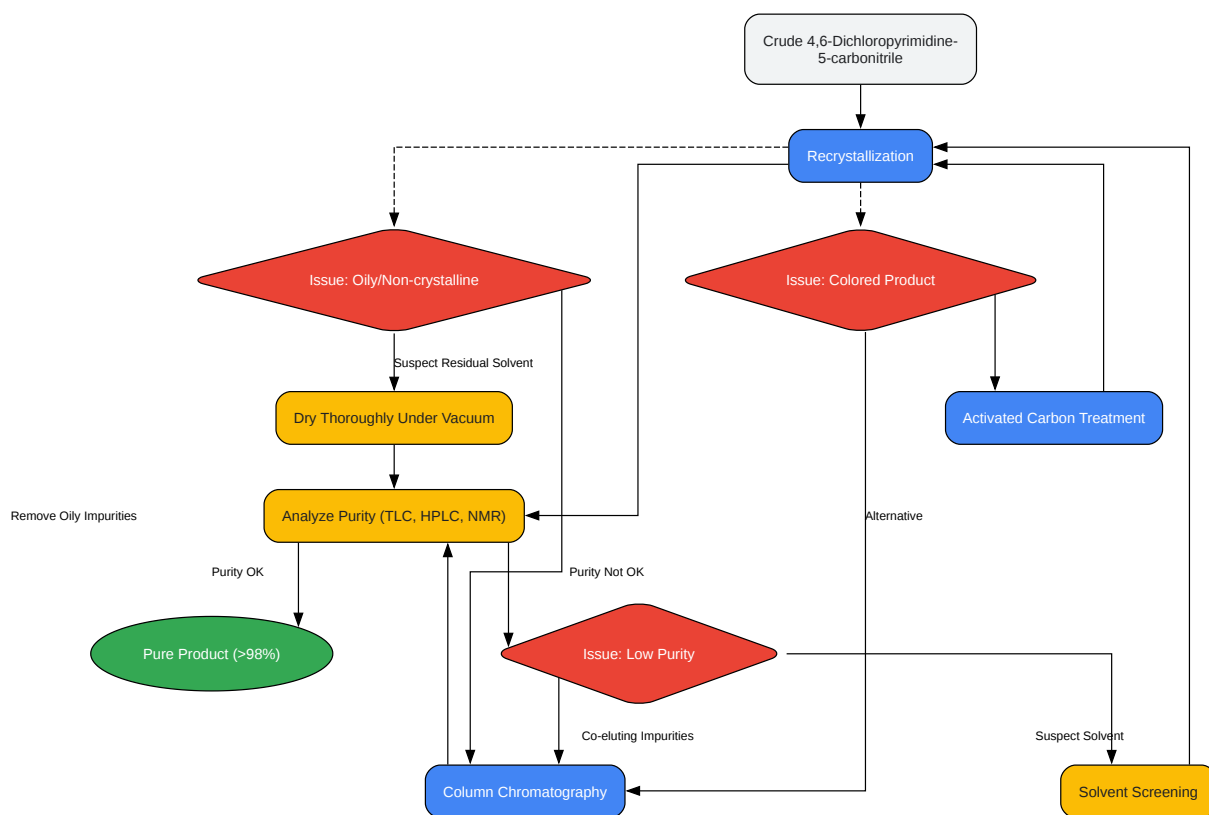 Crude 4,6-Dichloropyrimidine-
5-carbonitrile
Recrystallization
Issue: Oily/Non-crystalline
Issue: Colored Product
Suspect Residual Solvent
Dry Thoroughly Under Vacuum
Activated Carbon Treatment
Remove Oily Impurities
Analyze Purity (TLC, HPLC, NMR)
Alternative
Purity OK
Purity Not OK
Pure Product (>98%)
Issue: Low Purity
Co-eluting Impurities
Suspect Solvent
Column Chromatography
Solvent Screening